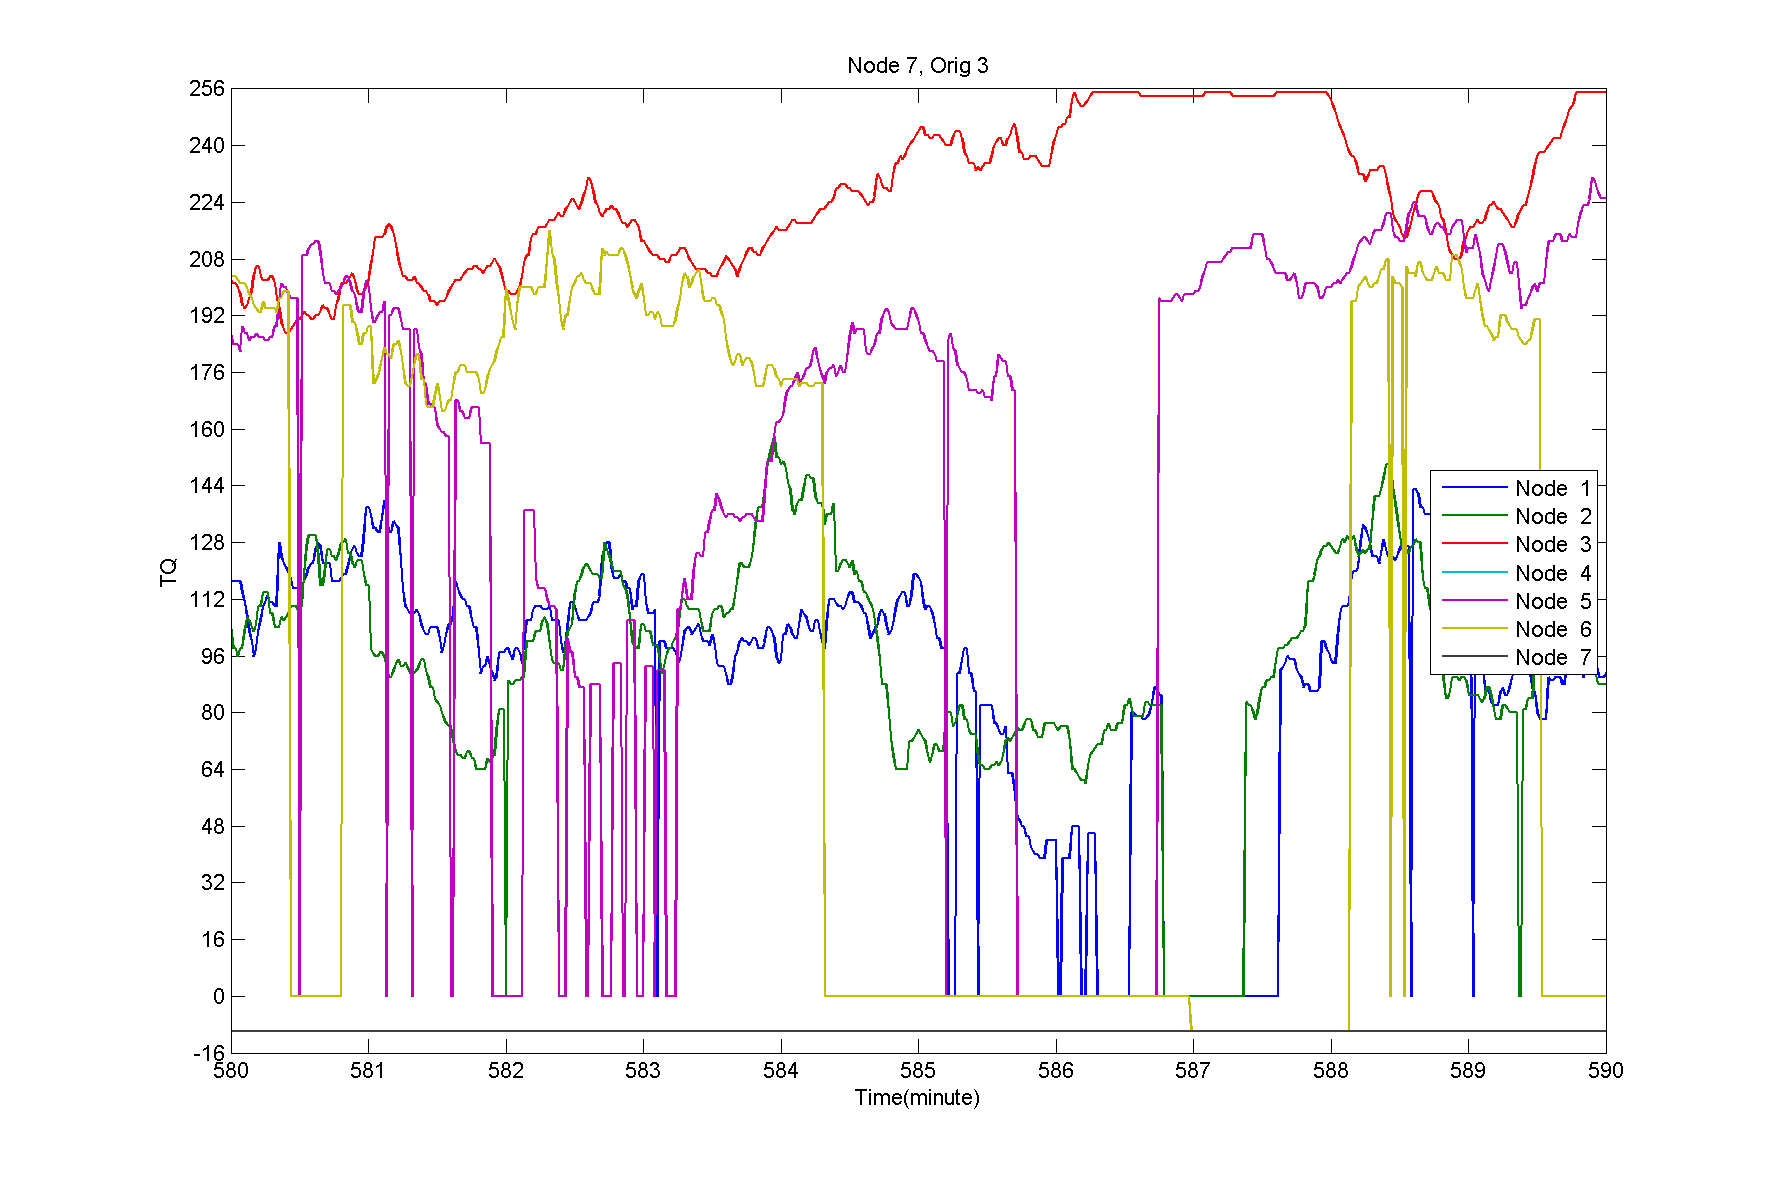 Node 7, Orig 3
256
240
224
208
192
176
160
144
128
112
96
80
64
48
32
16
0
-16
TQ
Node 1
Node 2
Node 3
Node 4
Node 5
Node 6
Node 7
580 581 582 583 584 585 586 587 588 589 590
Time(minute)